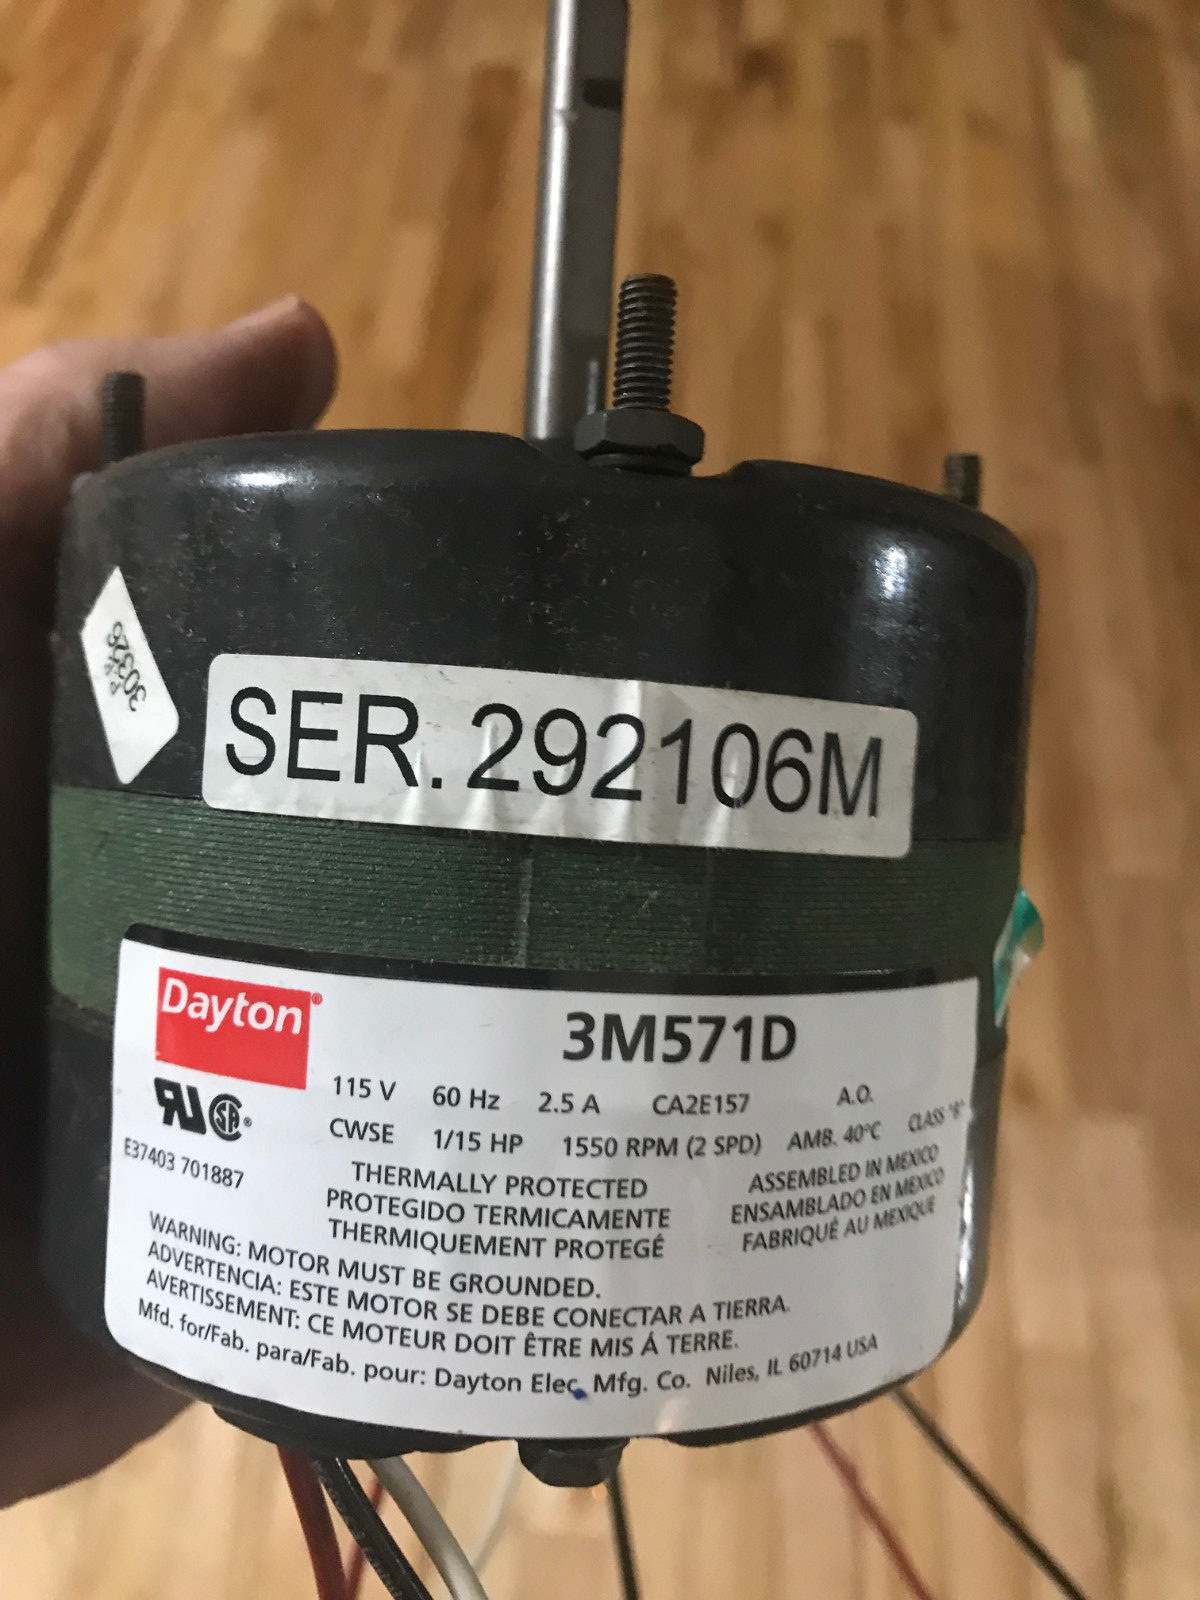 30326
SER. 292106M
Dayton®
3M571D
115 V 60 Hz 2.5 A CA2E157 A.O.
CWSE 1/15 HP 1550 RPM (2 SPD) AMB. 40°C CLASS "B"
E37403 701887
THERMALLY PROTECTED
PROTEGIDO TERMICAMENTE
THERMIQUEMENT PROTEGÉ
ASSEMBLED IN MEXICO
ENSAMBLADO EN MEXICO
FABRIQUÉ AU MEXIQUE
WARNING: MOTOR MUST BE GROUNDED.
ADVERTENCIA: ESTE MOTOR SE DEBE CONECTAR A TIERRA.
AVERTISSEMENT: CE MOTEUR DOIT ÊTRE MIS Á TERRE.
Mfd. for/Fab. para/Fab. pour: Dayton Elec. Mfg. Co. Niles, IL 60714 USA